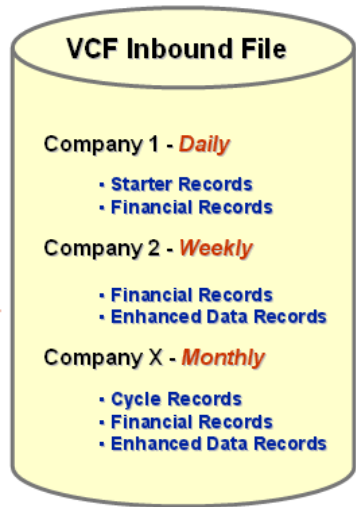 VCF Inbound File
Company 1 - Daily
▪ Starter Records
▪ Financial Records
Company 2 - Weekly
▪ Financial Records
▪ Enhanced Data Records
Company X - Monthly
▪ Cycle Records
▪ Financial Records
▪ Enhanced Data Records